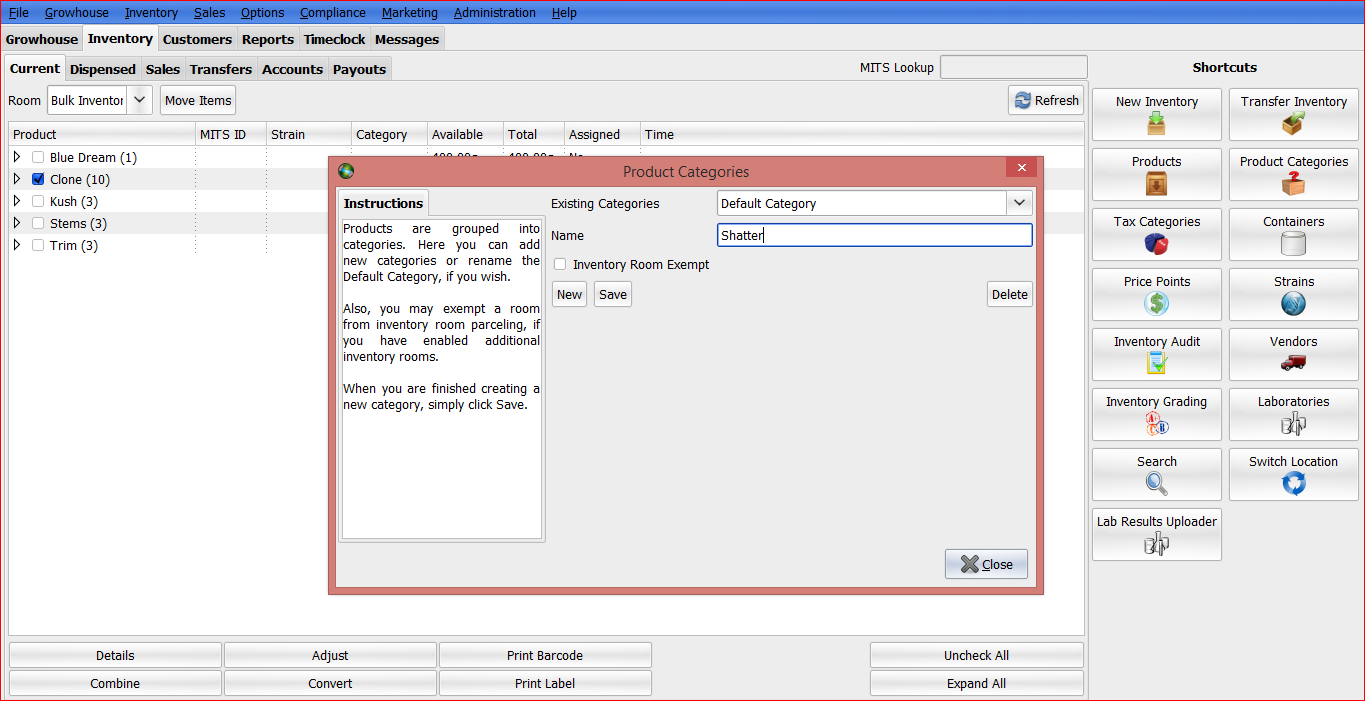 File Growhouse Inventory Sales Options Compliance Marketing Administration Help
Growhouse Inventory Customers Reports Timeclock Messages
Current Dispensed Sales Transfers Accounts Payouts
MITS Lookup
Shortcuts
Room Bulk Inventor Move Items
Refresh
Product MITS ID Strain Category Available Total Assigned Time
Blue Dream (1)
Clone (10)
Kush (3)
Stems (3)
Trim (3)
Product Categories
Instructions
Products are grouped into
categories. Here you can add
new categories or rename the
Default Category, if you wish.
Also, you may exempt a room
from inventory room parceling, if
you have enabled additional
inventory rooms.
When you are finished creating a
new category, simply click Save.
Existing Categories Default Category
Name Shatter
Inventory Room Exempt
New Save Delete
Close
New Inventory Transfer Inventory
Products Product Categories
Tax Categories Containers
Price Points Strains
Inventory Audit Vendors
Inventory Grading Laboratories
Search Switch Location
Lab Results Uploader
Details Adjust Print Barcode Uncheck All
Combine Convert Print Label Expand All